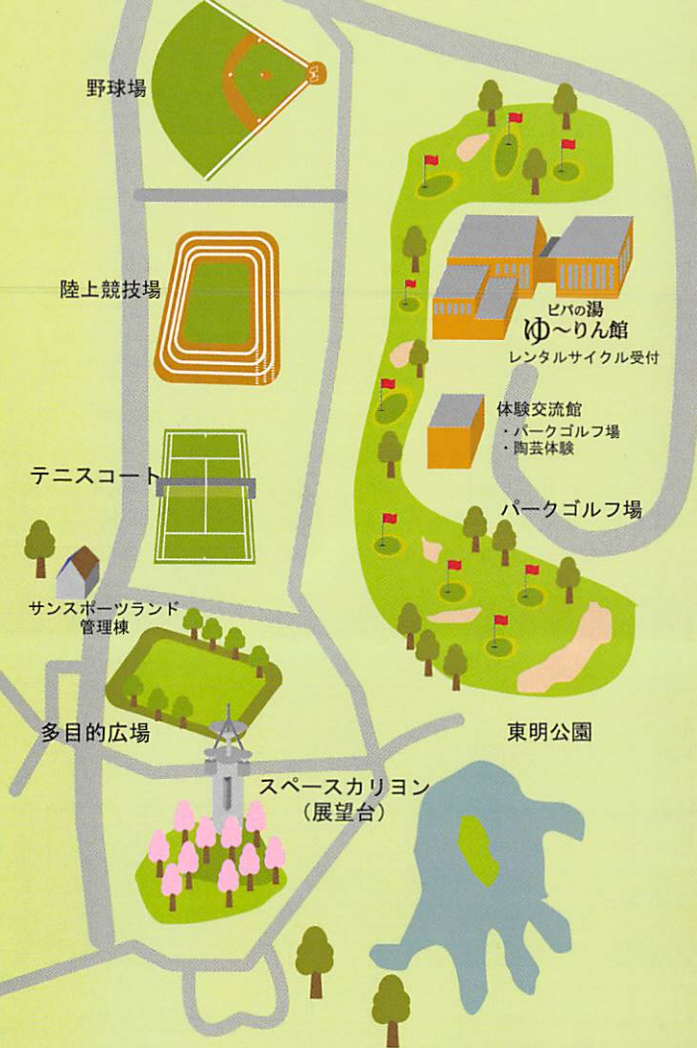 野球場
陸上競技場
ピパの湯
ゆ〜りん館
レンタルサイクル受付
体験交流館
・パークゴルフ場
・陶芸体験
テニスコート
パークゴルフ場
サンスポーツランド
管理棟
多目的広場
東明公園
スペースカリヨン
(展望台)